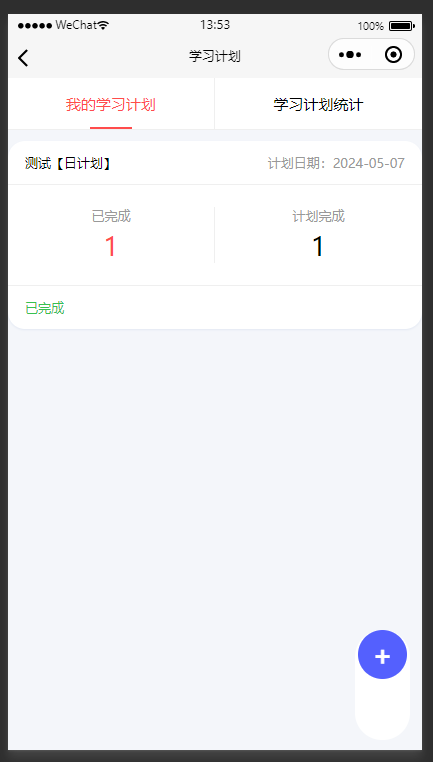 WeChat 13:53 100%
学习计划
我的学习计划 学习计划统计
测试【日计划】 计划日期：2024-05-07
已完成 计划完成
1 1
已完成
+